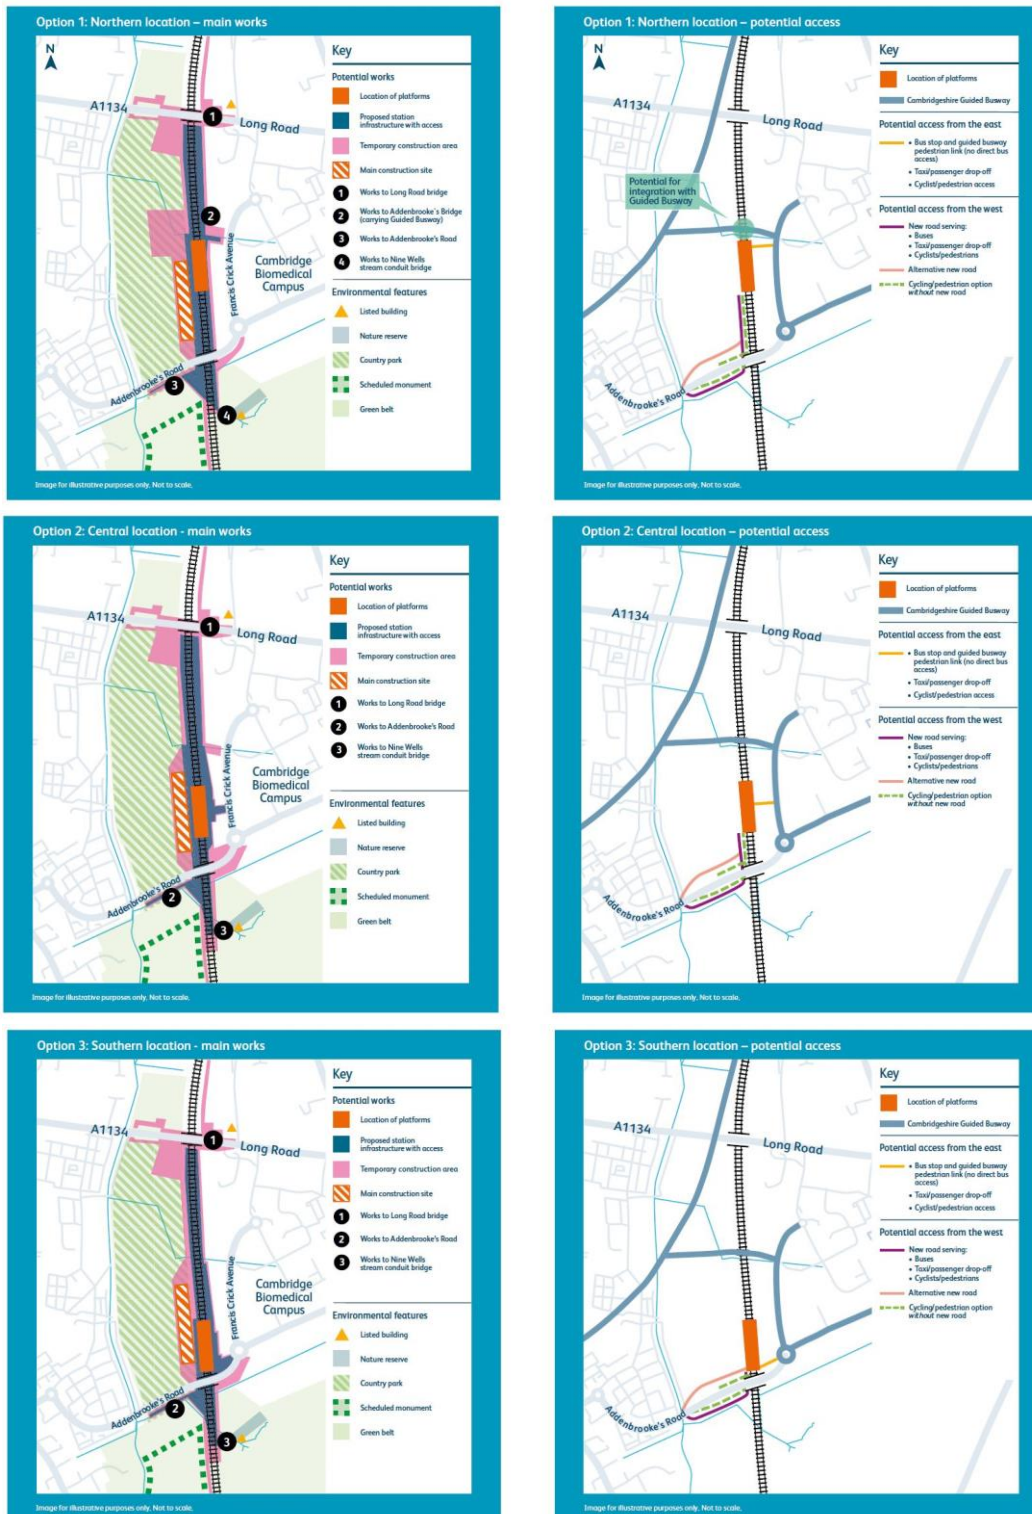 Option 1: Northern location – main works
N
A1134
Long Road
1
2
Francis Crick Avenue
Cambridge
Biomedical
Campus
Addenbrooke's Road
3
4
Key
Potential works
Location of platforms
Proposed station
infrastructure with access
Temporary construction area
Main construction site
1 Works to Long Road bridge
2 Works to Addenbrooke's Bridge
(carrying Guided Busway)
3 Works to Addenbrooke's Road
4 Works to Nine Wells
stream conduit bridge
Environmental features
Listed building
Nature reserve
Country park
Scheduled monument
Green belt
Image for illustrative purposes only. Not to scale.
Option 1: Northern location – potential access
N
A1134
Long Road
Potential for
integration with
Guided Busway
Addenbrooke's Road
Key
Location of platforms
Cambridgeshire Guided Busway
Potential access from the east
• Bus stop and guided busway
pedestrian link (no direct bus
access)
• Taxi/passenger drop-off
• Cyclist/pedestrian access
Potential access from the west
New road serving:
• Buses
• Taxi/passenger drop-off
• Cyclists/pedestrians
Alternative new road
Cycling/pedestrian option
without new road
Image for illustrative purposes only. Not to scale.
Option 2: Central location - main works
A1134
Long Road
1
Francis Crick Avenue
Cambridge
Biomedical
Campus
Addenbrooke's Road
2
3
Key
Potential works
Location of platforms
Proposed station
infrastructure with access
Temporary construction area
Main construction site
1 Works to Long Road bridge
2 Works to Addenbrooke's Road
3 Works to Nine Wells
stream conduit bridge
Environmental features
Listed building
Nature reserve
Country park
Scheduled monument
Green belt
Image for illustrative purposes only. Not to scale.
Option 2: Central location – potential access
A1134
Long Road
Addenbrooke's Road
Key
Location of platforms
Cambridgeshire Guided Busway
Potential access from the east
• Bus stop and guided busway
pedestrian link (no direct bus
access)
• Taxi/passenger drop-off
• Cyclist/pedestrian access
Potential access from the west
New road serving:
• Buses
• Taxi/passenger drop-off
• Cyclists/pedestrians
Alternative new road
Cycling/pedestrian option
without new road
Image for illustrative purposes only. Not to scale.
Option 3: Southern location - main works
A1134
Long Road
1
Francis Crick Avenue
Cambridge
Biomedical
Campus
Addenbrooke's Road
2
3
Key
Potential works
Location of platforms
Proposed station
infrastructure with access
Temporary construction area
Main construction site
1 Works to Long Road bridge
2 Works to Addenbrooke's Road
3 Works to Nine Wells
stream conduit bridge
Environmental features
Listed building
Nature reserve
Country park
Scheduled monument
Green belt
Image for illustrative purposes only. Not to scale.
Option 3: Southern location – potential access
A1134
Long Road
Addenbrooke's Road
Key
Location of platforms
Cambridgeshire Guided Busway
Potential access from the east
• Bus stop and guided busway
pedestrian link (no direct bus
access)
• Taxi/passenger drop-off
• Cyclist/pedestrian access
Potential access from the west
New road serving:
• Buses
• Taxi/passenger drop-off
• Cyclists/pedestrians
Alternative new road
Cycling/pedestrian option
without new road
Image for illustrative purposes only. Not to scale.